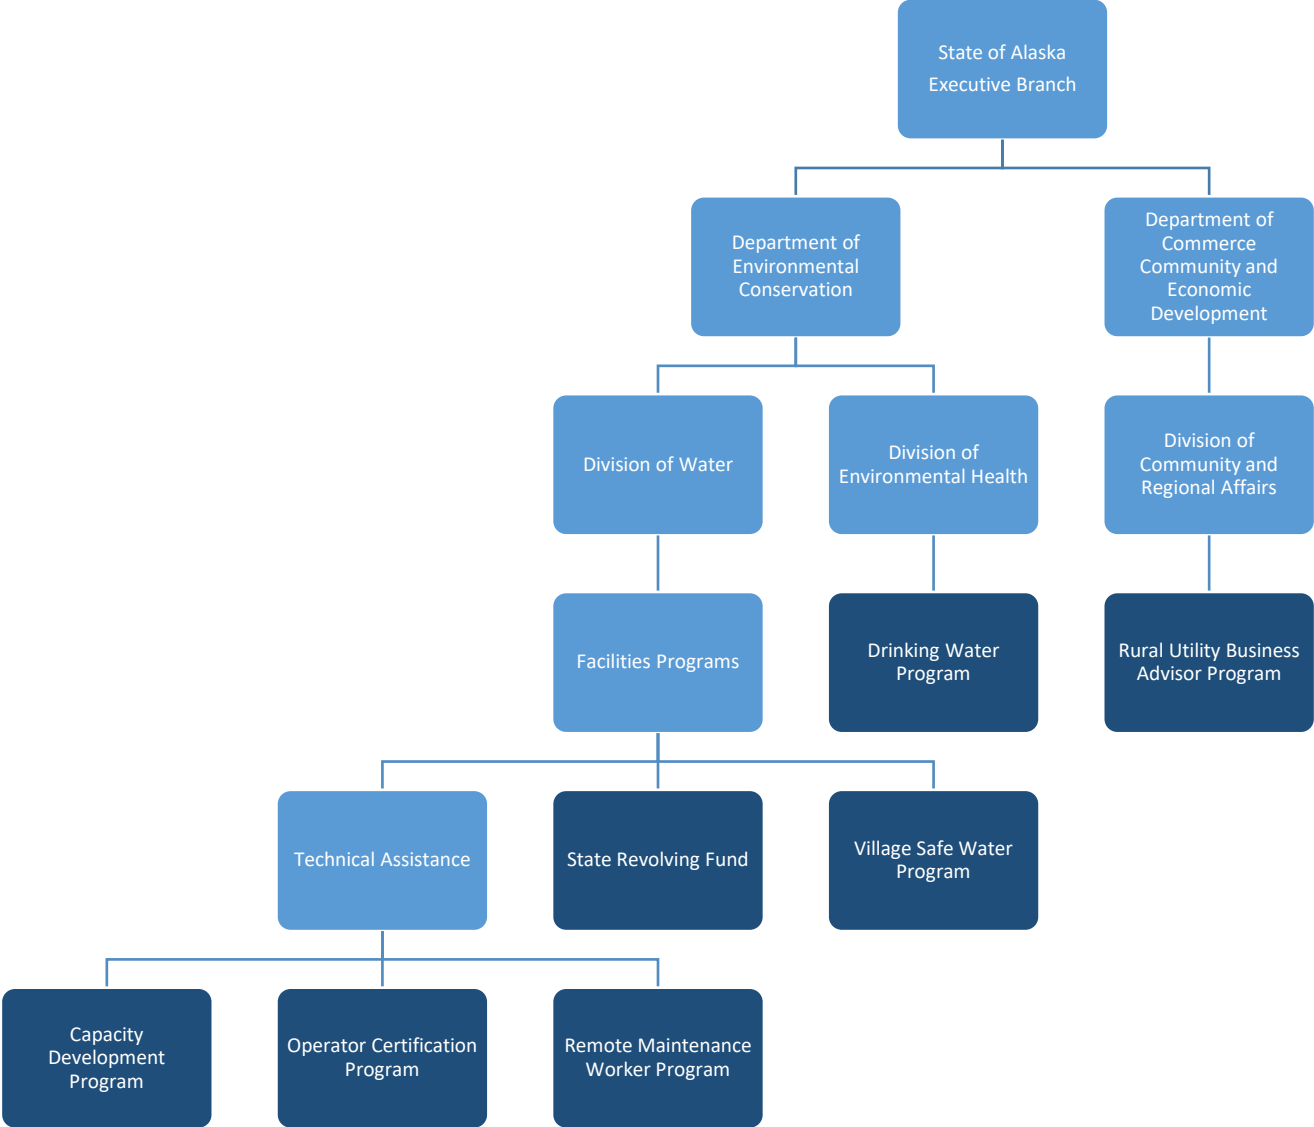 State of Alaska
Executive Branch
Department of
Environmental
Conservation
Department of
Commerce
Community and
Economic
Development
Division of Water
Division of
Environmental Health
Division of
Community and
Regional Affairs
Facilities Programs
Drinking Water
Program
Rural Utility Business
Advisor Program
Technical Assistance
State Revolving Fund
Village Safe Water
Program
Capacity
Development
Program
Operator Certification
Program
Remote Maintenance
Worker Program